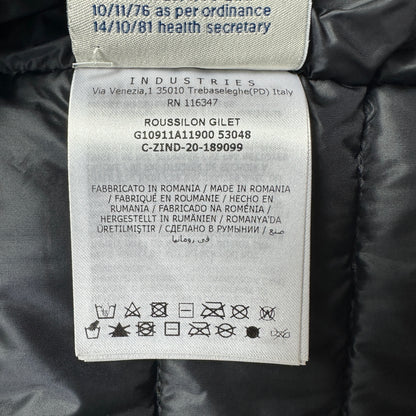 10/11/76 as per ordinance
14/10/81 health secretary
INDUSTRIES
Via Venezia,1 35010 Trebaseleghe(PD) Italy
RN 116347
ROUSSILON GILET
G10911A11900 53048
C-ZIND-20-189099
FABBRICATO IN ROMANIA / MADE IN ROMANIA
/ FABRIQUÉ EN ROUMANIE / HECHO EN
RUMANIA / FABRICADO NA ROMÉNIA /
HERGESTELLT IN RUMÄNIEN / ROMANYA'DA
ÜRETILMIŞTIR / СДЕЛАНО В РУМЫНИИ / صنع
في رومانيا